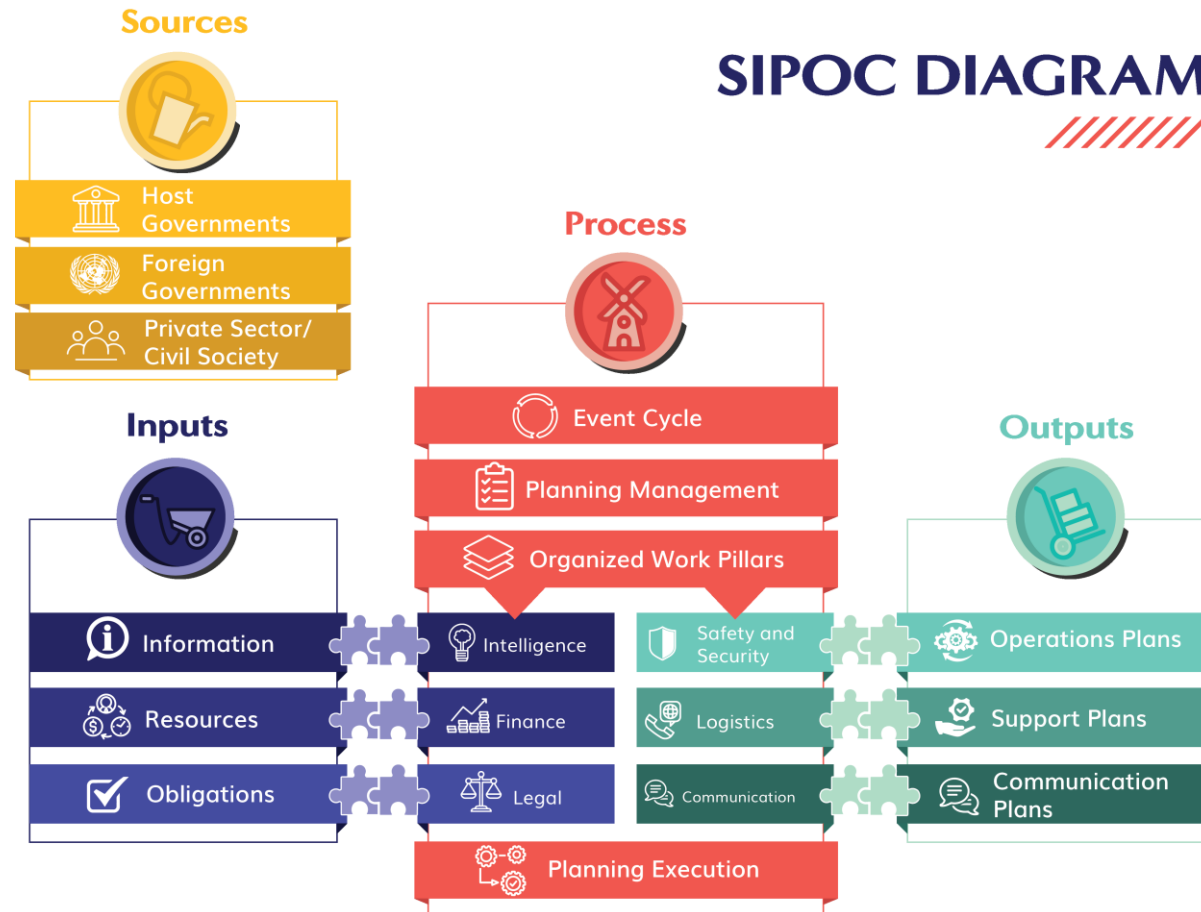 Sources
SIPOC DIAGRAM
Host
Governments
Foreign
Governments
Private Sector/
Civil Society
Process
Event Cycle
Planning Management
Organized Work Pillars
Inputs
Information
Resources
Obligations
Intelligence
Finance
Legal
Safety and
Security
Logistics
Communication
Planning Execution
Outputs
Operations Plans
Support Plans
Communication
Plans